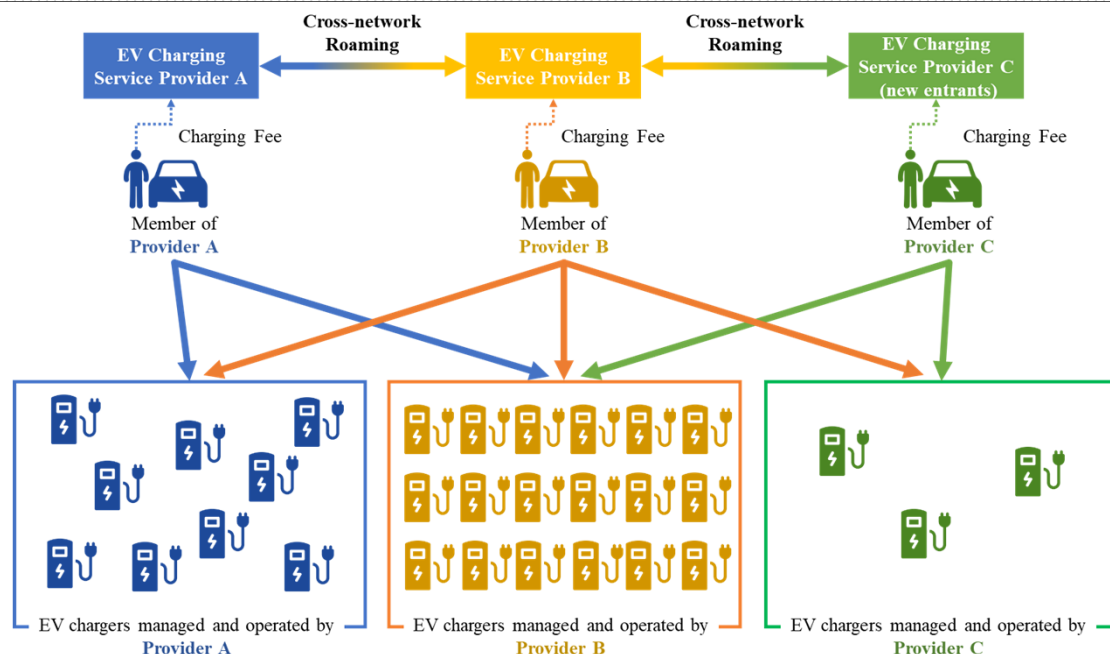 Cross-network
Roaming
Cross-network
Roaming
EV Charging
Service Provider A
EV Charging
Service Provider B
EV Charging
Service Provider C
(new entrants)
Charging Fee
Charging Fee
Charging Fee
Member of
Provider A
Member of
Provider B
Member of
Provider C
EV chargers managed and operated by
Provider A
EV chargers managed and operated by
Provider B
EV chargers managed and operated by
Provider C